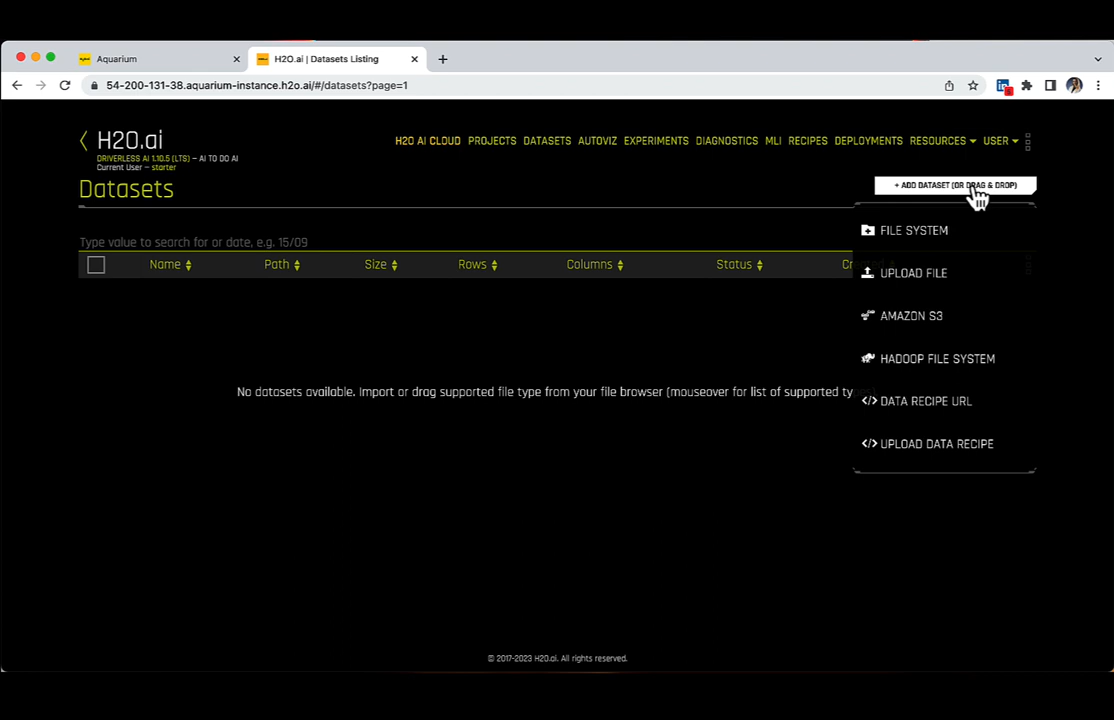 Aquarium
H2O.ai | Datasets Listing
54-200-131-38.aquarium-instance.h2o.ai/#/datasets?page=1
H2O.ai
DRIVERLESS AI 1.10.5 (LTS) – AI TO DO AI
Current User – starter
H2O AI CLOUD PROJECTS DATASETS AUTOVIZ EXPERIMENTS DIAGNOSTICS MLI RECIPES DEPLOYMENTS RESOURCES USER
Datasets
+ ADD DATASET (OR DRAG & DROP)
Type value to search for or date, e.g. 15/09
Name Path Size Rows Columns Status
FILE SYSTEM
UPLOAD FILE
AMAZON S3
HADOOP FILE SYSTEM
DATA RECIPE URL
UPLOAD DATA RECIPE
No datasets available. Import or drag supported file type from your file browser (mouseover for list of supported ty
© 2017-2023 H2O.ai. All rights reserved.